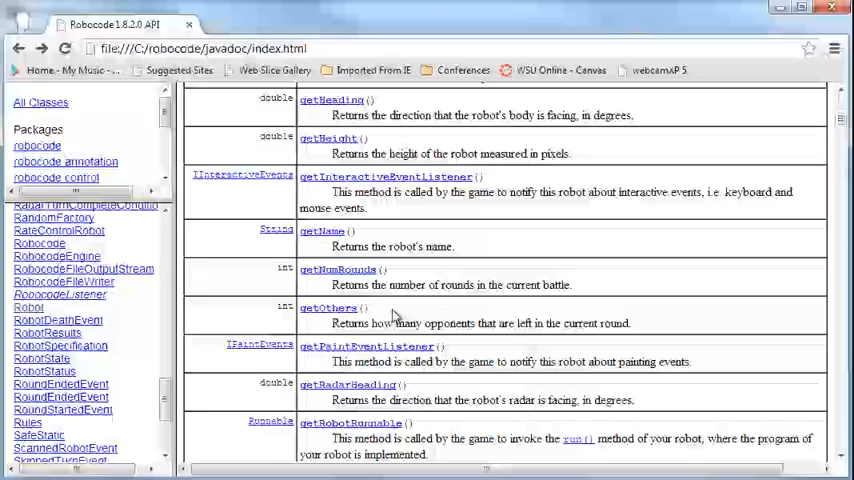 Robocode 1.8.2.0 API
file:///C:/robocode/javadoc/index.html
Home - My Music - ...
Suggested Sites
Web Slice Gallery
Imported From IE
Conferences
WSU Online - Canvas
webcamXP 5
All Classes
Packages
robocode
robocode.annotation
robocode.control
RadarTurnCompleteConditio
RandomFactory
RateControlRobot
Robocode
RobocodeEngine
RobocodeFileOutputStream
RobocodeFileWriter
RobocodeListener
Robot
RobotDeathEvent
RobotResults
RobotSpecification
RobotState
RobotStatus
RoundEndedEvent
RoundEndedEvent
RoundStartedEvent
Rules
SafeStatic
ScannedRobotEvent
SkippedTurnEvent
double getHeading()
Returns the direction that the robot's body is facing, in degrees.
double getHeight()
Returns the height of the robot measured in pixels.
IInteractiveEvents getInteractiveEventListener()
This method is called by the game to notify this robot about interactive events, i.e. keyboard and
mouse events.
String getName()
Returns the robot's name.
int getNumRounds()
Returns the number of rounds in the current battle.
int getOthers()
Returns how many opponents that are left in the current round.
IPaintEvents getPaintEventListener()
This method is called by the game to notify this robot about painting events.
double getRadarHeading()
Returns the direction that the robot's radar is facing, in degrees.
Runnable getRobotRunnable()
This method is called by the game to invoke the run() method of your robot, where the program of
your robot is implemented.